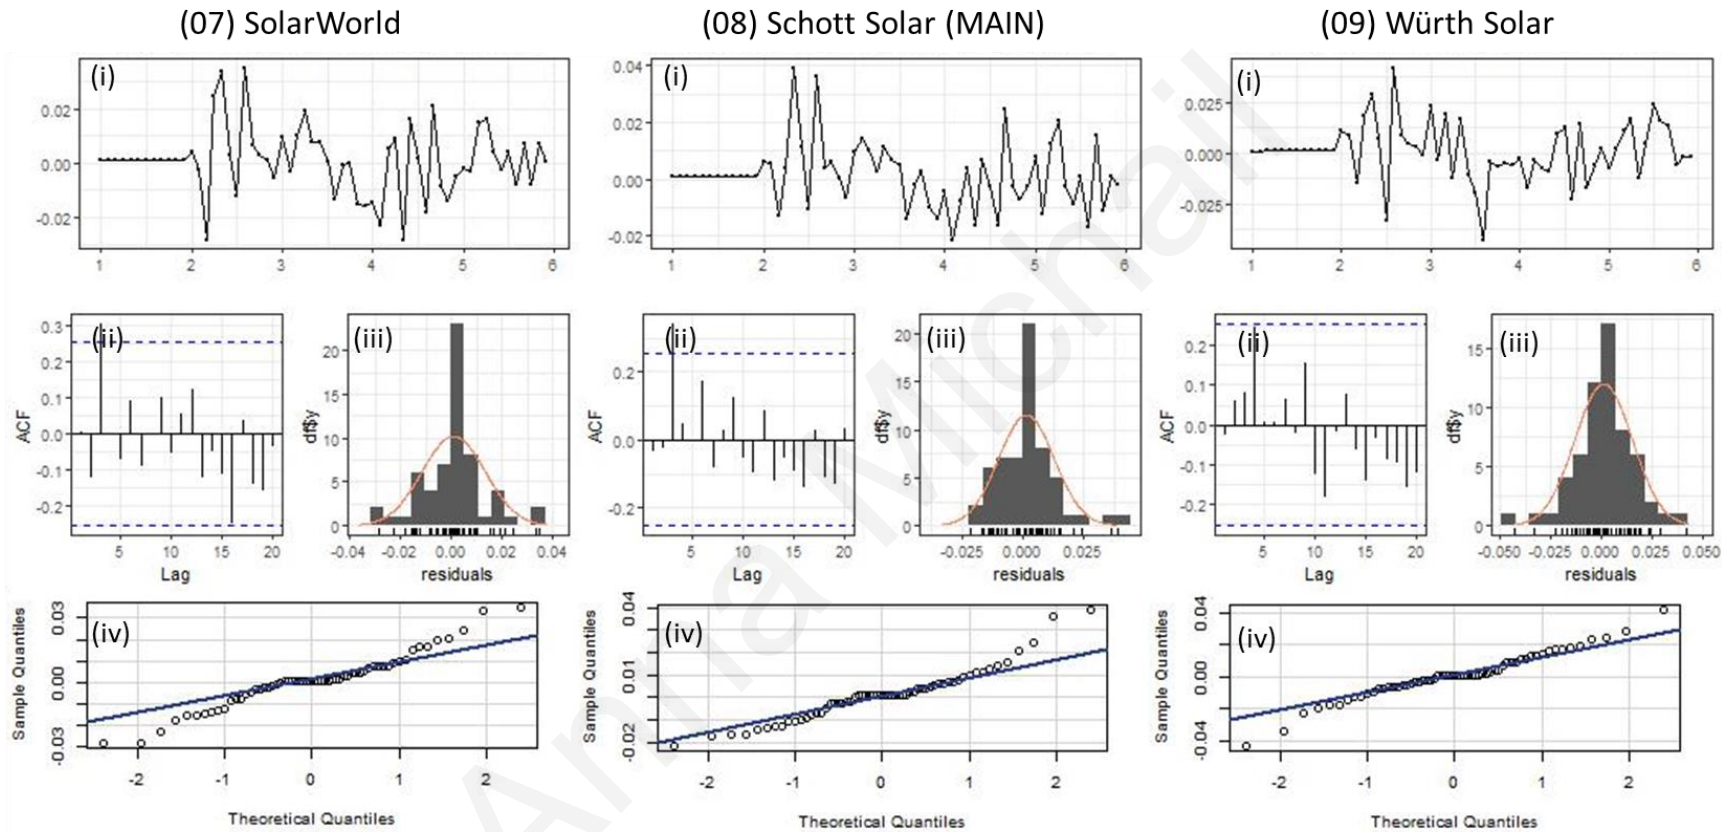 (07) SolarWorld
(08) Schott Solar (MAIN)
(09) Würth Solar
(i)
0.02
0.00
-0.02
1 2 3 4 5 6
(i)
0.04
0.02
0.00
-0.02
1 2 3 4 5 6
(i)
0.025
0.000
-0.025
1 2 3 4 5 6
(ii)
0.3
0.2
0.1
0.0
-0.1
-0.2
ACF
5 10 15 20
Lag
(iii)
20
15
10
5
0
df$y
-0.04 -0.02 0.00 0.02 0.04
residuals
(ii)
0.2
0.0
-0.2
ACF
5 10 15 20
Lag
(iii)
20
15
10
5
0
df$y
-0.025 0.000 0.025
residuals
(ii)
0.2
0.1
0.0
-0.1
-0.2
ACF
5 10 15 20
Lag
(iii)
15
10
5
0
df$y
-0.050 -0.025 0.000 0.025 0.050
residuals
(iv)
Sample Quantiles
-0.03 0.00 0.03
-2 -1 0 1 2
Theoretical Quantiles
(iv)
Sample Quantiles
-0.02 0.01 0.04
-2 -1 0 1 2
Theoretical Quantiles
(iv)
Sample Quantiles
-0.04 0.00 0.04
-2 -1 0 1 2
Theoretical Quantiles
Anna Michail